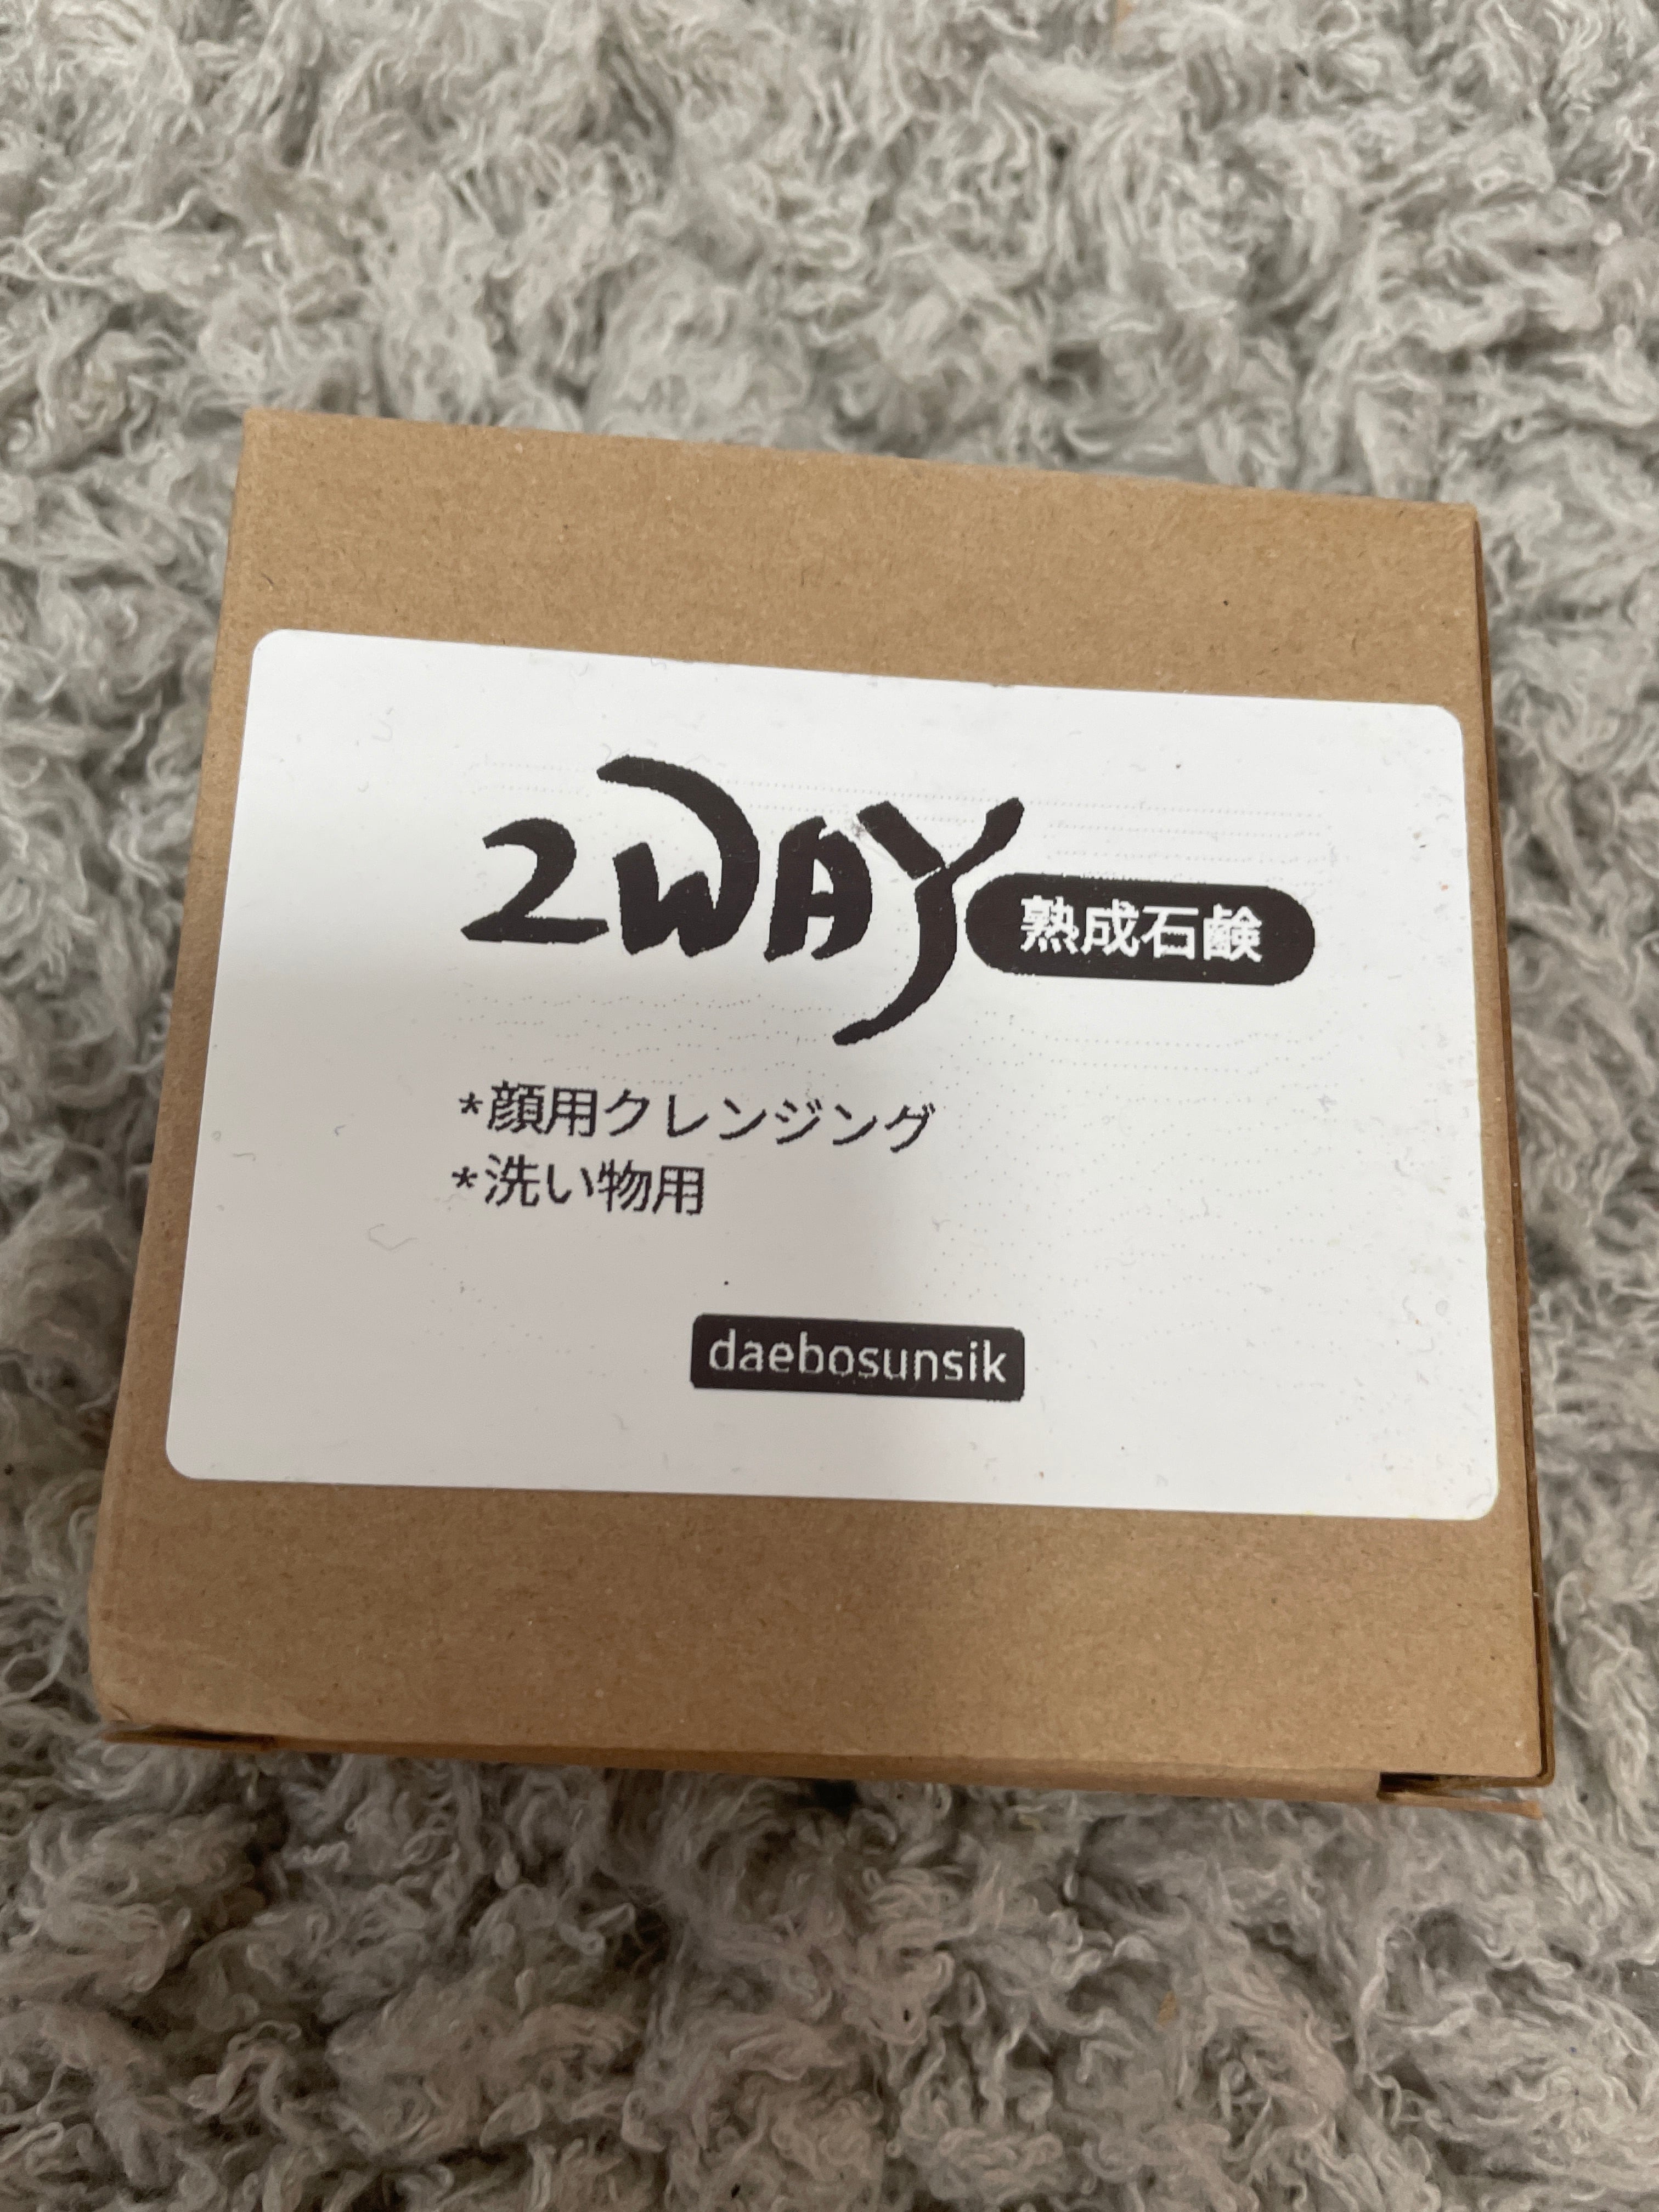 2WAY 熟成石鹸
*顔用クレンジング
*洗い物用
daebosunsik